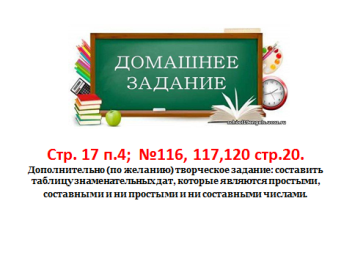 ДОМАШНЕЕ
ЗАДАНИЕ
Стр. 17 п.4; №116, 117,120 стр.20.
Дополнительно (по желанию) творческое задание: составить
таблицу знаменательных дат, которые являются простыми,
составными и ни простыми и ни составными числами.